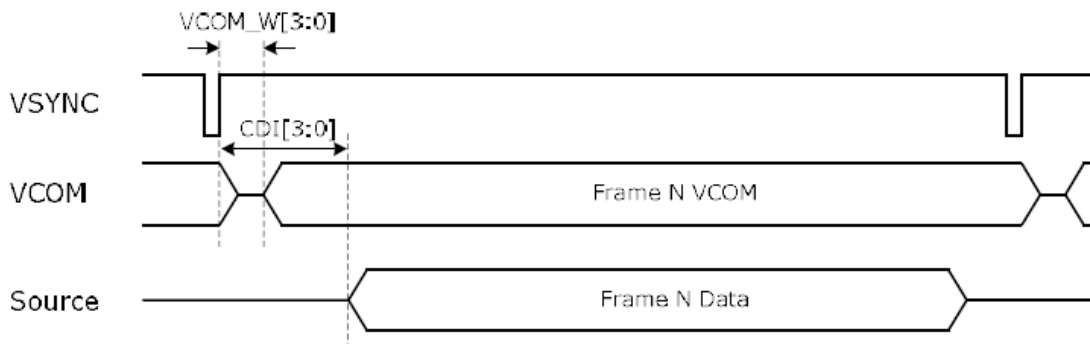 VCOM_W[3:0]
VSYNC
CDI[3:0]
VCOM
Frame N VCOM
Source
Frame N Data